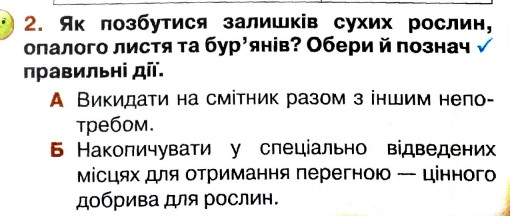 2. Як позбутися залишків сухих рослин,
опалого листя та бур’янів? Обери й познач ✓
правильні дії.
А Викидати на смітник разом з іншим непо-
требом.
Б Накопичувати у спеціально відведених
місцях для отримання перегною — цінного
добрива для рослин.